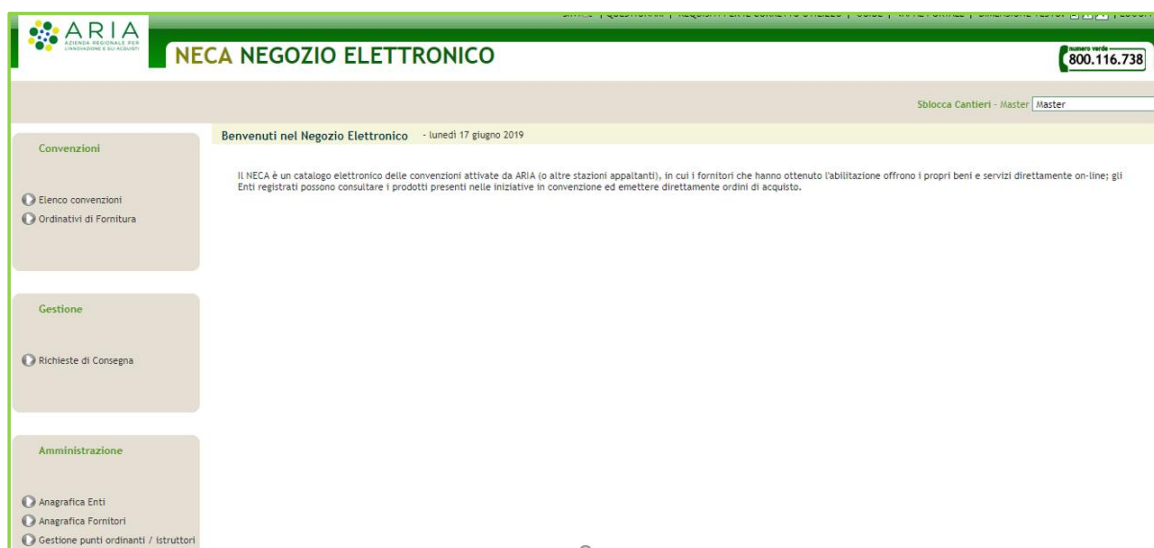 ARIA
AZIENDA REGIONALE PER
L'INNOVAZIONE E GLI ACQUISTI
NECA NEGOZIO ELETTRONICO
numero verde
800.116.738
Sblocca Cantieri - Master Master
Convenzioni
Elenco convenzioni
Ordinativi di Fornitura
Gestione
Richieste di Consegna
Amministrazione
Anagrafica Enti
Anagrafica Fornitori
Gestione punti ordinanti / istruttori
Benvenuti nel Negozio Elettronico - lunedì 17 giugno 2019
Il NECA è un catalogo elettronico delle convenzioni attivate da ARIA (o altre stazioni appaltanti), in cui i fornitori che hanno ottenuto l'abilitazione offrono i propri beni e servizi direttamente on-line; gli
Enti registrati possono consultare i prodotti presenti nelle iniziative in convenzione ed emettere direttamente ordini di acquisto.